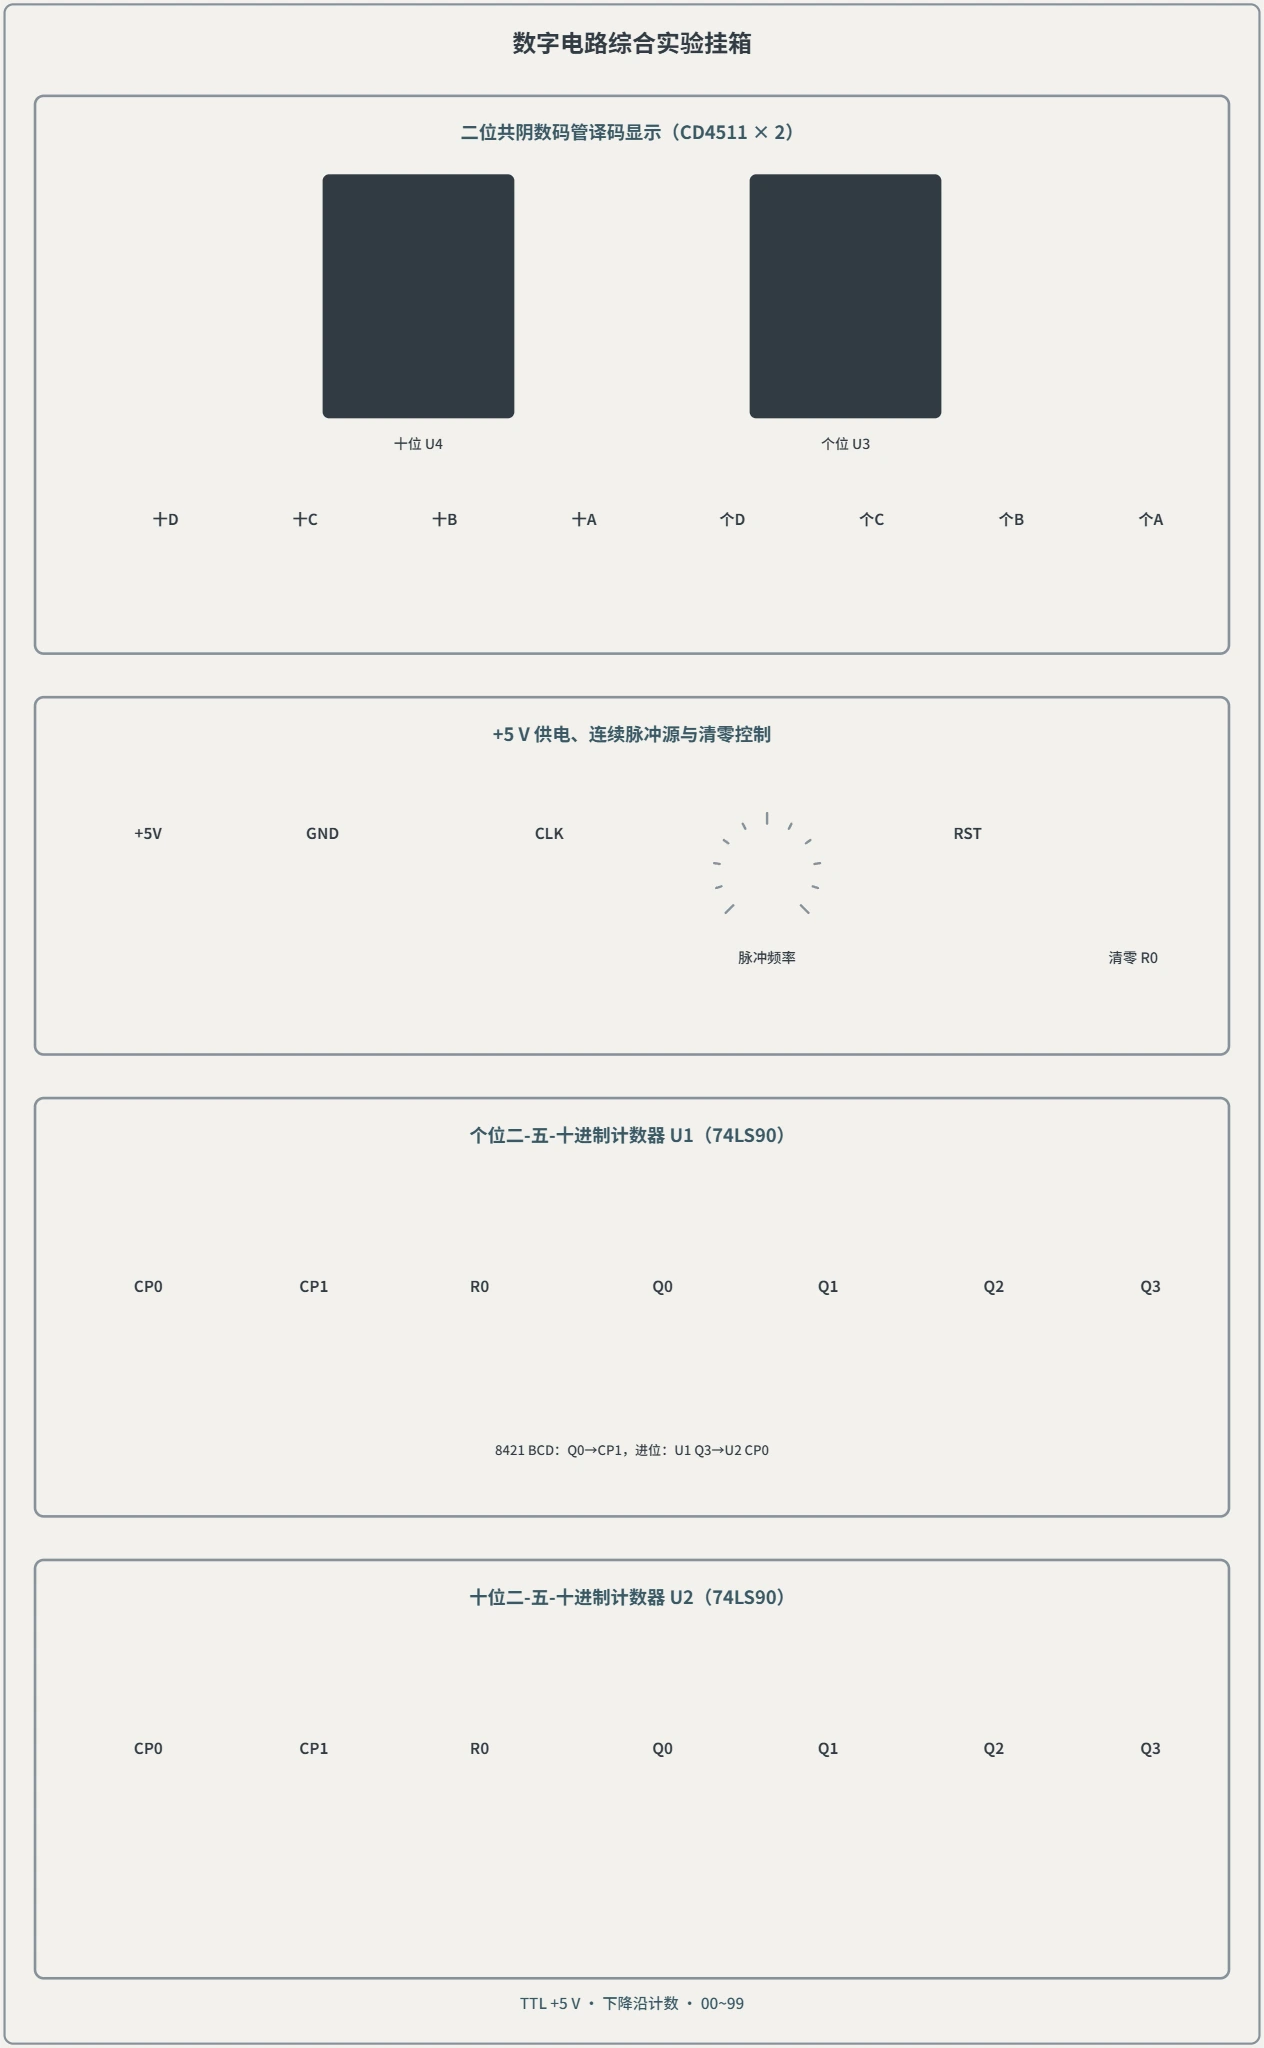 数字电路综合实验挂箱
二位共阴数码管译码显示（CD4511 × 2）
十位 U4
个位 U3
十D
十C
十B
十A
个D
个C
个B
个A
+5 V 供电、连续脉冲源与清零控制
+5V
GND
CLK
RST
脉冲频率
清零 R0
个位二-五-十进制计数器 U1（74LS90）
CP0
CP1
R0
Q0
Q1
Q2
Q3
8421 BCD：Q0→CP1，进位：U1 Q3→U2 CP0
十位二-五-十进制计数器 U2（74LS90）
CP0
CP1
R0
Q0
Q1
Q2
Q3
TTL +5 V · 下降沿计数 · 00~99